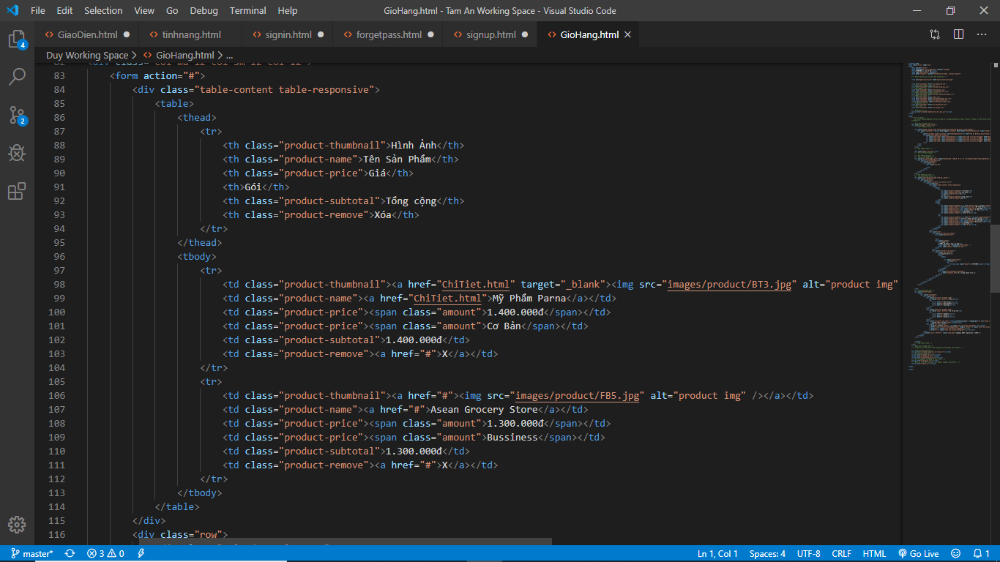 File Edit Selection View Go Debug Terminal Help GioHang.html - Tam An Working Space - Visual Studio Code
GiaoDien.html tinhnang.html signin.html forgetpass.html signup.html GioHang.html
Duy Working Space > GioHang.html > ...
83 <form action="#">
84 <div class="table-content table-responsive">
85 <table>
86 <thead>
87 <tr>
88 <th class="product-thumbnail">Hình Ảnh</th>
89 <th class="product-name">Tên Sản Phẩm</th>
90 <th class="product-price">Giá</th>
91 <th>Gói</th>
92 <th class="product-subtotal">Tổng cộng</th>
93 <th class="product-remove">Xóa</th>
94 </tr>
95 </thead>
96 <tbody>
97 <tr>
98 <td class="product-thumbnail"><a href="ChiTiet.html" target="_blank"><img src="images/product/BT3.jpg" alt="product img"
99 <td class="product-name"><a href="ChiTiet.html">Mỹ Phẩm Parna</a></td>
100 <td class="product-price"><span class="amount">1.400.000đ</span></td>
101 <td class="product-price"><span class="amount">Cơ Bản</span></td>
102 <td class="product-subtotal">1.400.000đ</td>
103 <td class="product-remove"><a href="#">X</a></td>
104 </tr>
105 <tr>
106 <td class="product-thumbnail"><a href="#"><img src="images/product/FB5.jpg" alt="product img" /></a></td>
107 <td class="product-name"><a href="#">Asean Grocery Store</a></td>
108 <td class="product-price"><span class="amount">1.300.000đ</span></td>
109 <td class="product-price"><span class="amount">Bussiness</span></td>
110 <td class="product-subtotal">1.300.000đ</td>
111 <td class="product-remove"><a href="#">X</a></td>
112 </tr>
113 </tbody>
114 </table>
115 </div>
116 <div class="row">
4
2
master* 3 0 Ln 1, Col 1 Spaces: 4 UTF-8 CRLF HTML Go Live 1